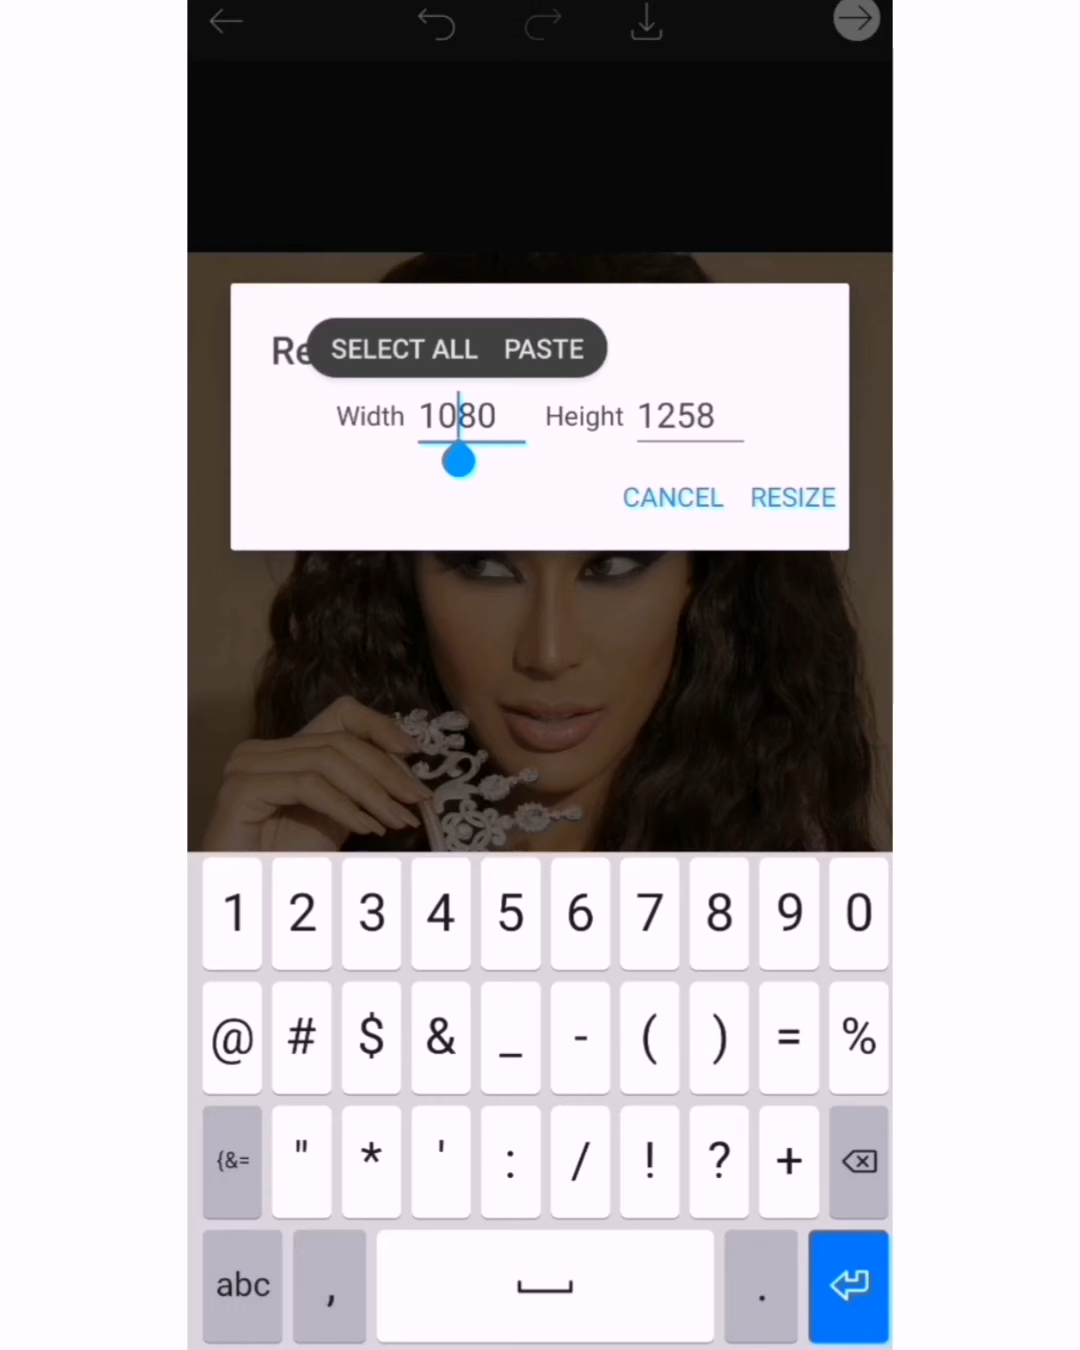 Re
SELECT ALL PASTE
Width 1080 Height 1258
CANCEL RESIZE
1 2 3 4 5 6 7 8 9 0
@ # $ & _ - ( ) = %
{&= " * ' : / ! ? +
abc , .